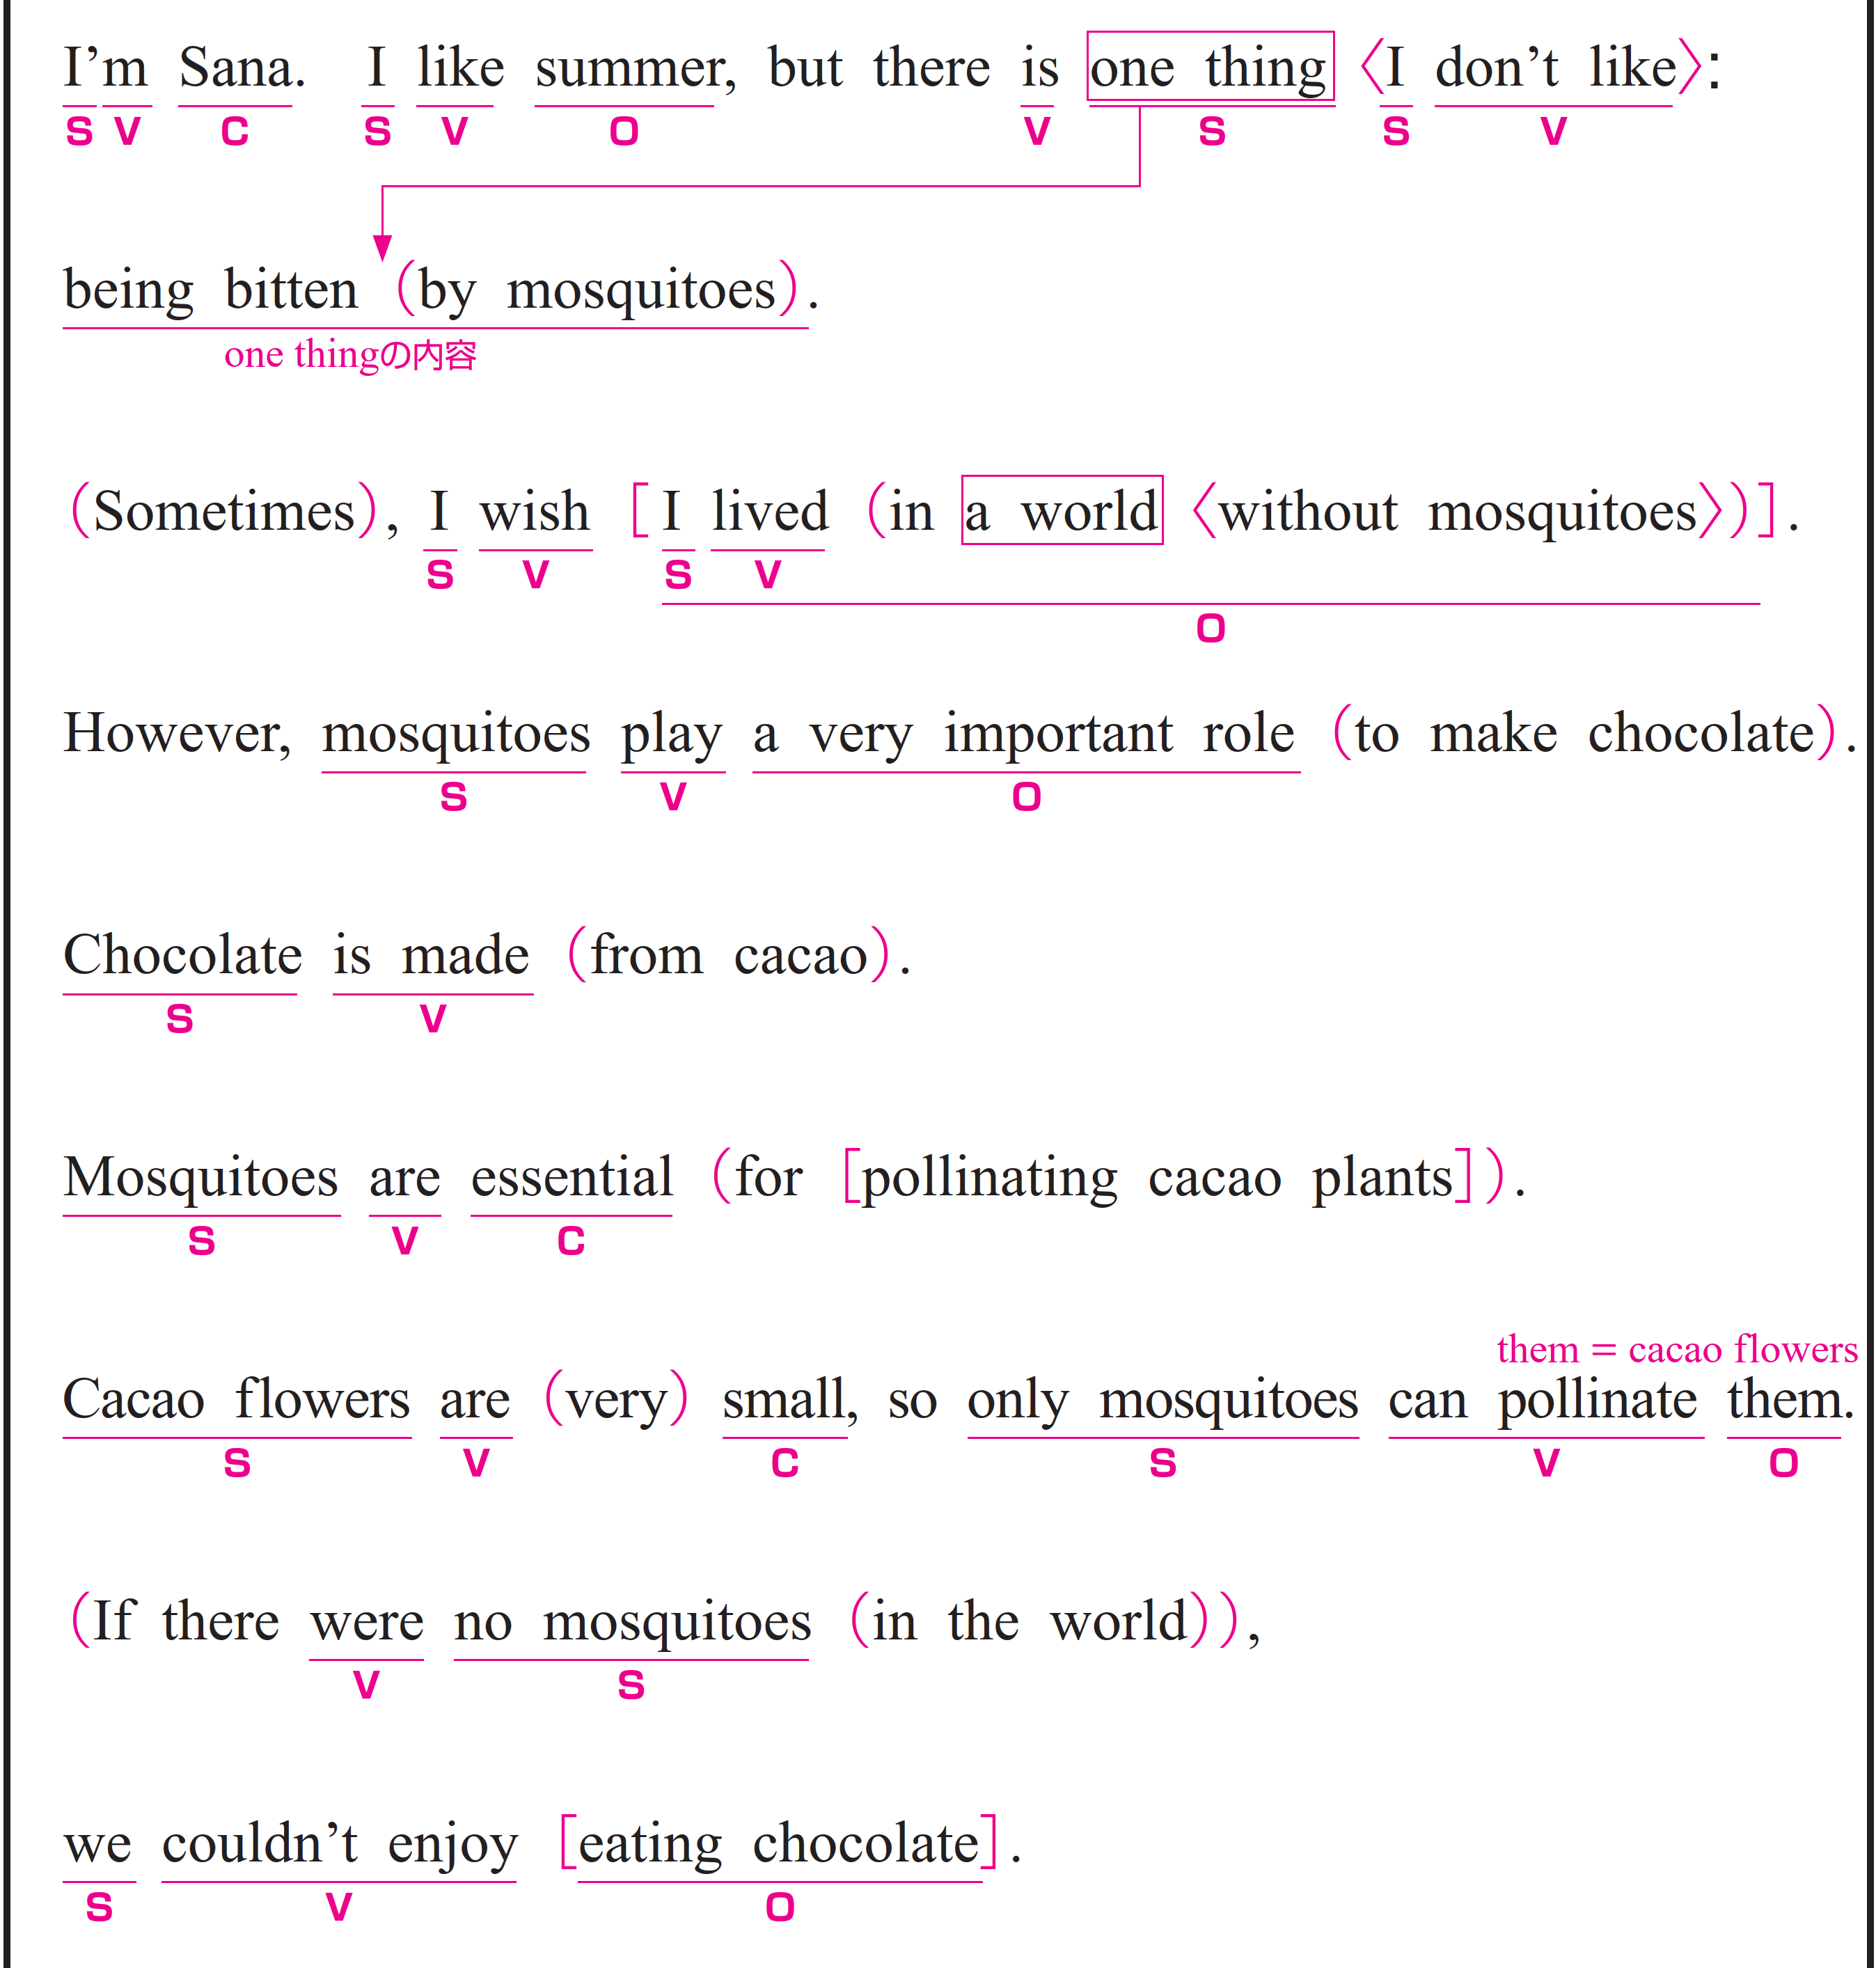 I’m Sana. I like summer, but there is one thing 〈I don’t like〉:
S V C S V O V S S V
being bitten (by mosquitoes).
one thingの内容
(Sometimes), I wish [I lived (in a world 〈without mosquitoes〉)].
S V S V
O
However, mosquitoes play a very important role (to make chocolate).
S V O
Chocolate is made (from cacao).
S V
Mosquitoes are essential (for [pollinating cacao plants]).
S V C
them = cacao flowers
Cacao flowers are (very) small, so only mosquitoes can pollinate them.
S V C S V O
(If there were no mosquitoes (in the world)),
V S
we couldn’t enjoy [eating chocolate].
S V O